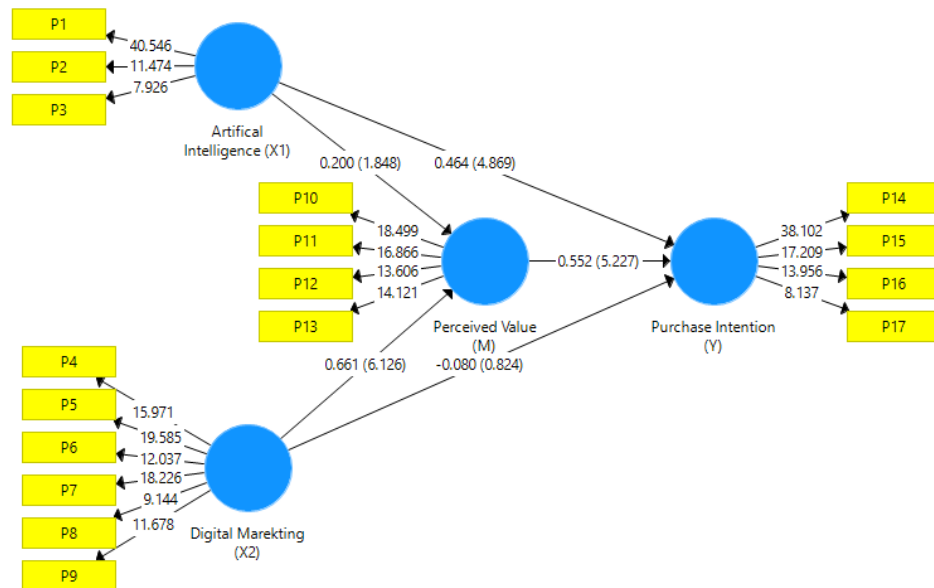 P1
40.546
P2
11.474
P3
7.926
Artifical
Intelligence (X1)
0.200 (1.848)
0.464 (4.869)
P10
18.499
P11
16.866
P12
13.606
P13
14.121
Perceived Value
(M)
0.552 (5.227)
P14
38.102
P15
17.209
P16
13.956
P17
8.137
Purchase Intention
(Y)
0.661 (6.126)
-0.080 (0.824)
P4
15.971
P5
19.585
P6
12.037
P7
18.226
P8
9.144
P9
11.678
Digital Marekting
(X2)